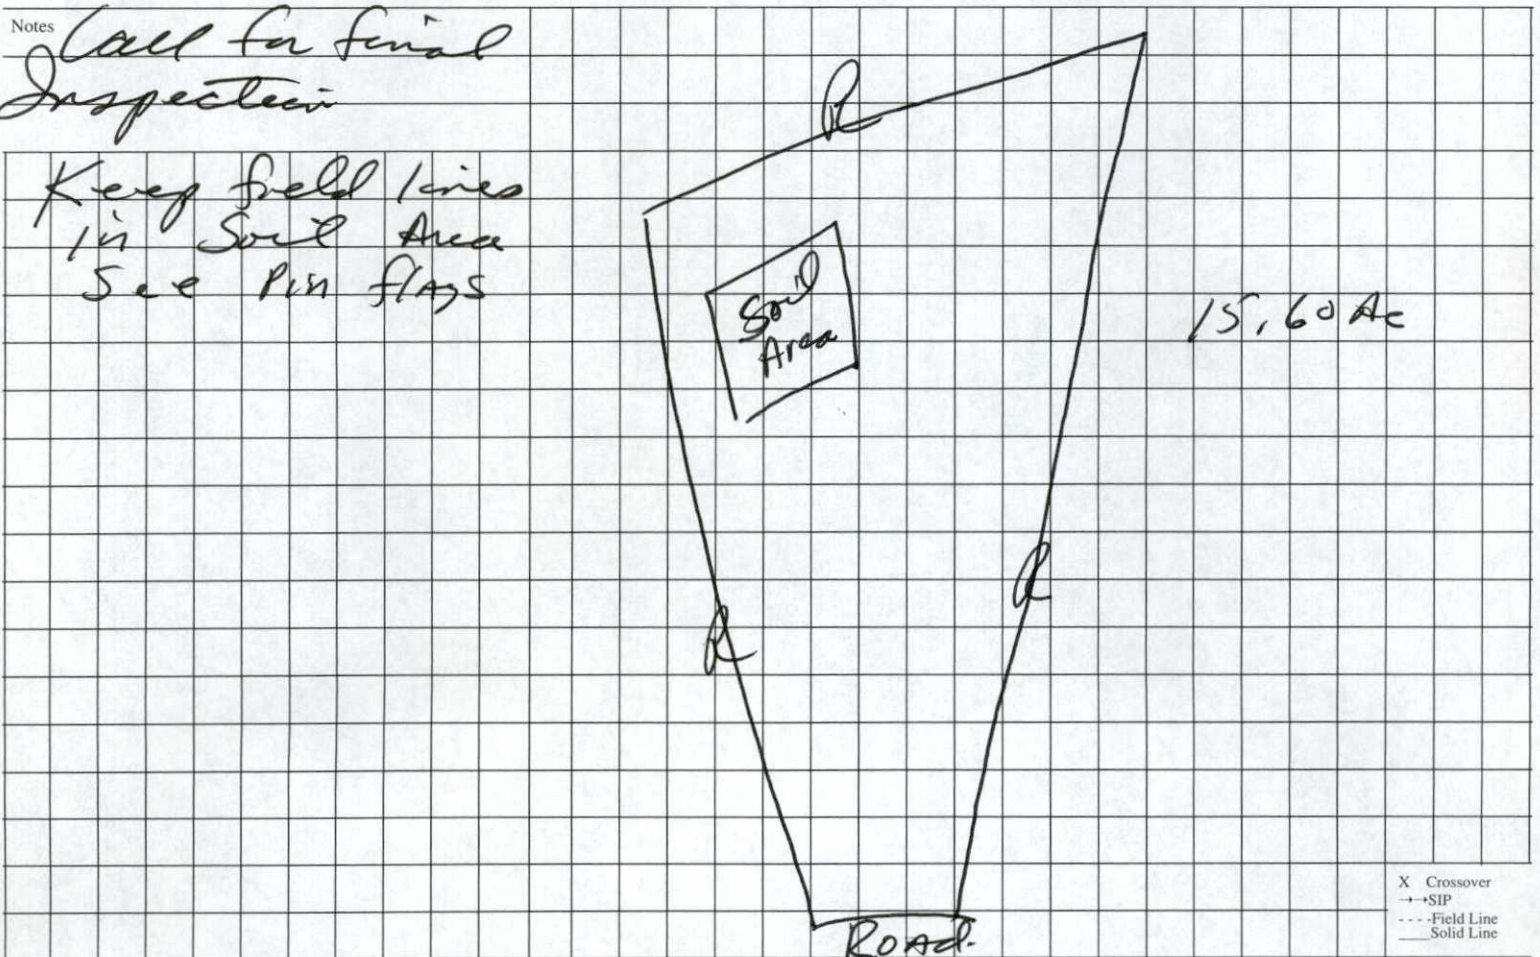 Notes
Call for final
Inspection
Keep field lines
in Soil Area
See Pin flags
Soil
Area
15.60 Ac
Road.
X Crossover
→→SIP
----Field Line
___Solid Line